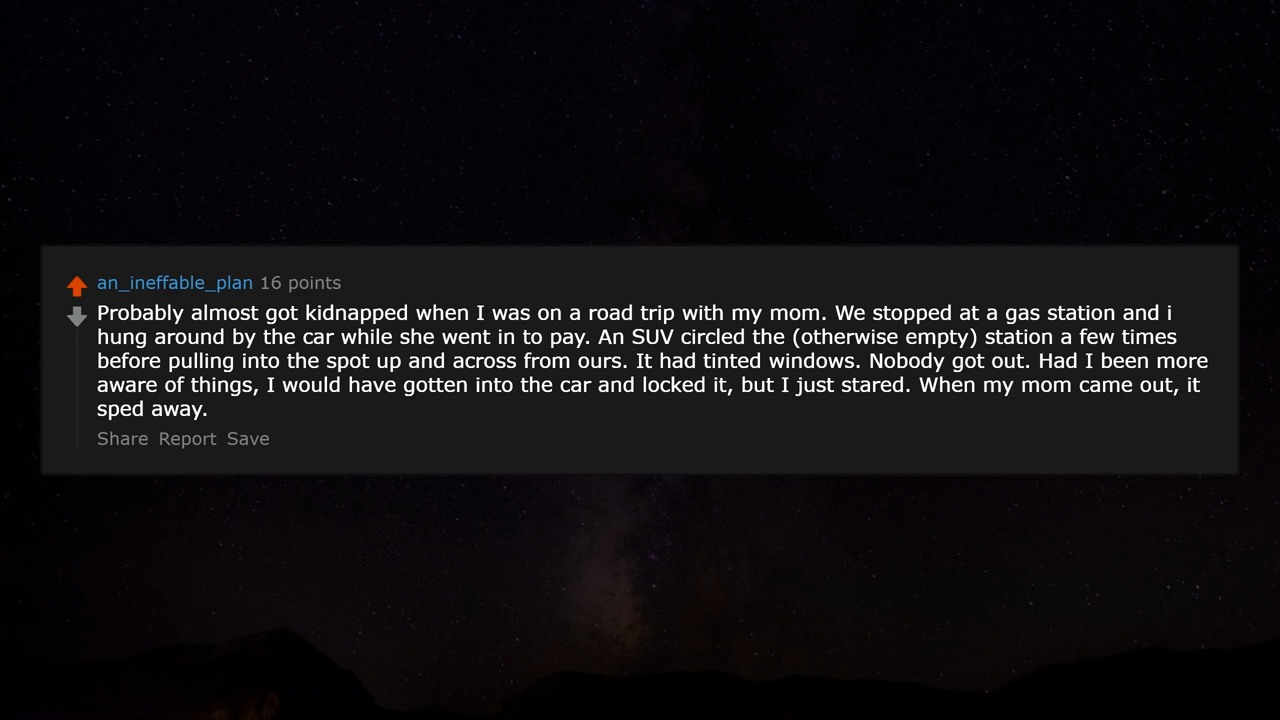 an_ineffable_plan 16 points
Probably almost got kidnapped when I was on a road trip with my mom. We stopped at a gas station and i
hung around by the car while she went in to pay. An SUV circled the (otherwise empty) station a few times
before pulling into the spot up and across from ours. It had tinted windows. Nobody got out. Had I been more
aware of things, I would have gotten into the car and locked it, but I just stared. When my mom came out, it
sped away.
Share Report Save